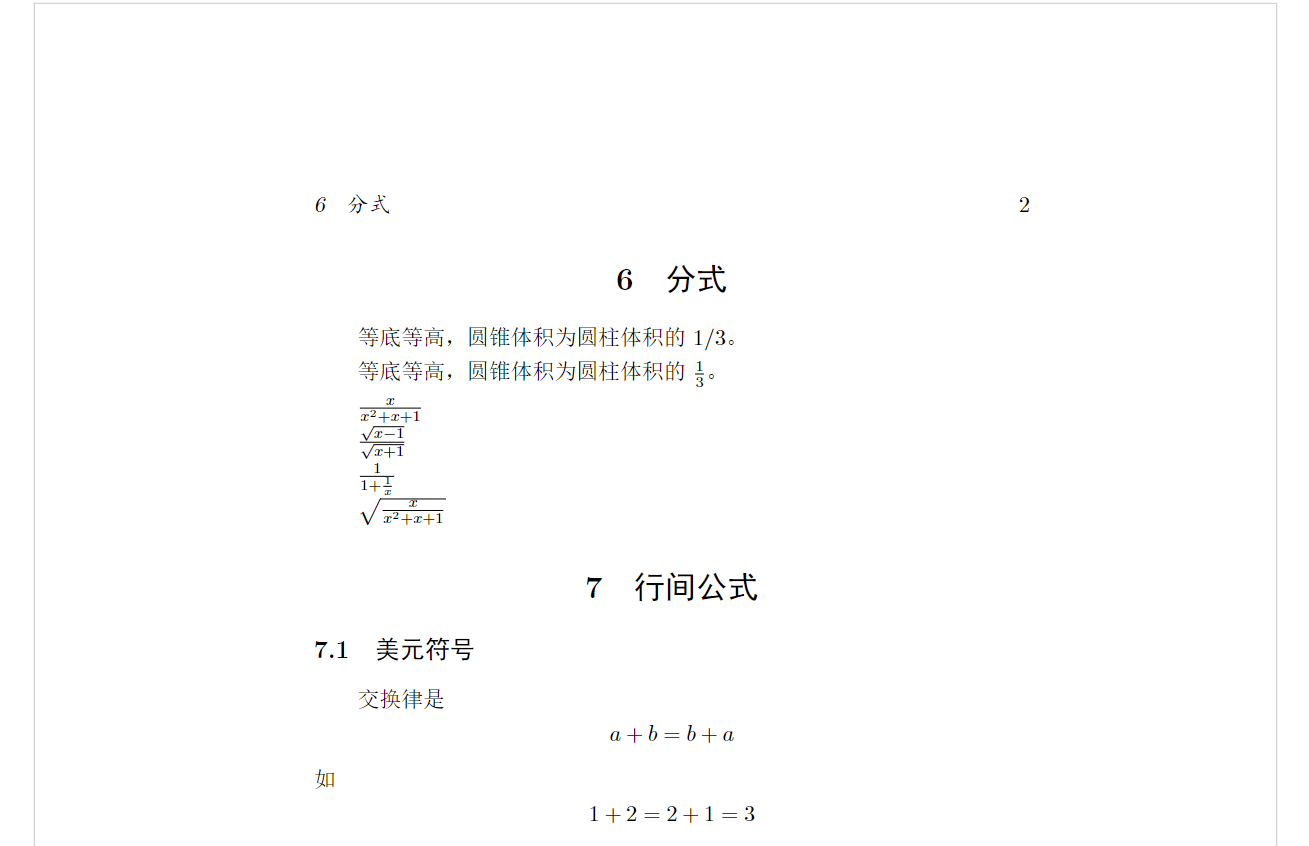 6 分式 2
6 分式
等底等高，圆锥体积为圆柱体积的 1/3。
等底等高，圆锥体积为圆柱体积的 $\frac{1}{3}$。
$\frac{x}{x^2+x+1}$
$\frac{\sqrt{x-1}}{\sqrt{x+1}}$
$\frac{1}{1+\frac{1}{x}}$
$\sqrt{\frac{x}{x^2+x+1}}$
7 行间公式
7.1 美元符号
交换律是
a + b = b + a
如
1 + 2 = 2 + 1 = 3